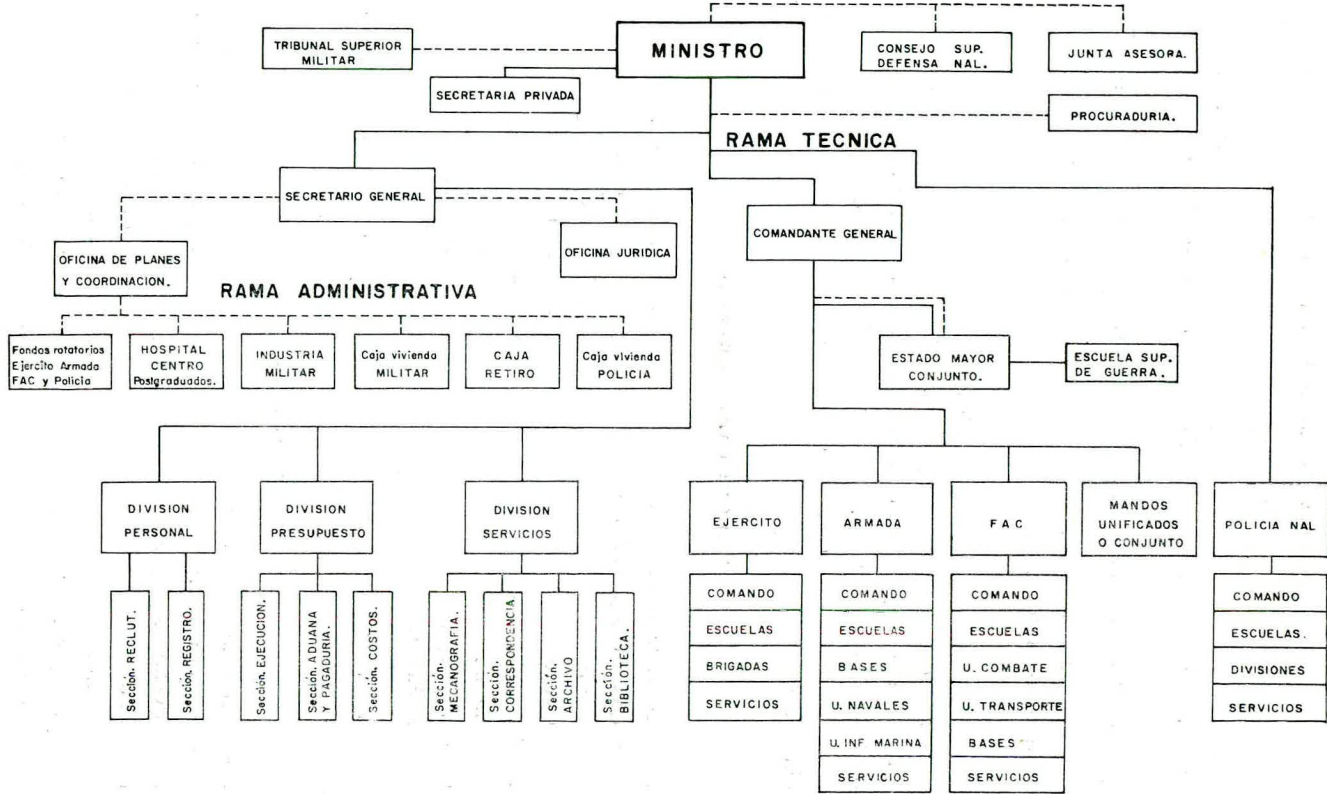 MINISTRO
TRIBUNAL SUPERIOR
MILITAR
CONSEJO SUP.
DEFENSA NAL.
JUNTA ASESORA.
SECRETARIA PRIVADA
PROCURADURIA.
RAMA TECNICA
SECRETARIO GENERAL
COMANDANTE GENERAL
OFICINA DE PLANES
Y COORDINACION.
OFICINA JURIDICA
RAMA ADMINISTRATIVA
Fondos rotatorios
Ejercito Armada
FAC y Policia
HOSPITAL
CENTRO
Postgraduados.
INDUSTRIA
MILITAR
Caja vivienda
MILITAR
CAJA
RETIRO
Caja vivienda
POLICIA
ESTADO MAYOR
CONJUNTO.
ESCUELA SUP.
DE GUERRA.
DIVISION
PERSONAL
DIVISION
PRESUPUESTO
DIVISION
SERVICIOS
EJERCITO
ARMADA
FAC
MANDOS
UNIFICADOS
O CONJUNTO
POLICIA NAL
Sección. RECLUT.
Sección. REGISTRO.
Sección. EJECUCION.
Sección. ADUANA
Y PAGADURIA.
Sección. COSTOS.
Sección.
MECANOGRAFIA.
Sección.
CORRESPONDENCIA
Sección.
ARCHIVO
Sección.
BIBLIOTECA.
COMANDO
ESCUELAS
BRIGADAS
SERVICIOS
COMANDO
ESCUELAS
BASES
U. NAVALES
U. INF MARINA
SERVICIOS
COMANDO
ESCUELAS
U. COMBATE
U. TRANSPORTE
BASES
SERVICIOS
COMANDO
ESCUELAS.
DIVISIONES
SERVICIOS